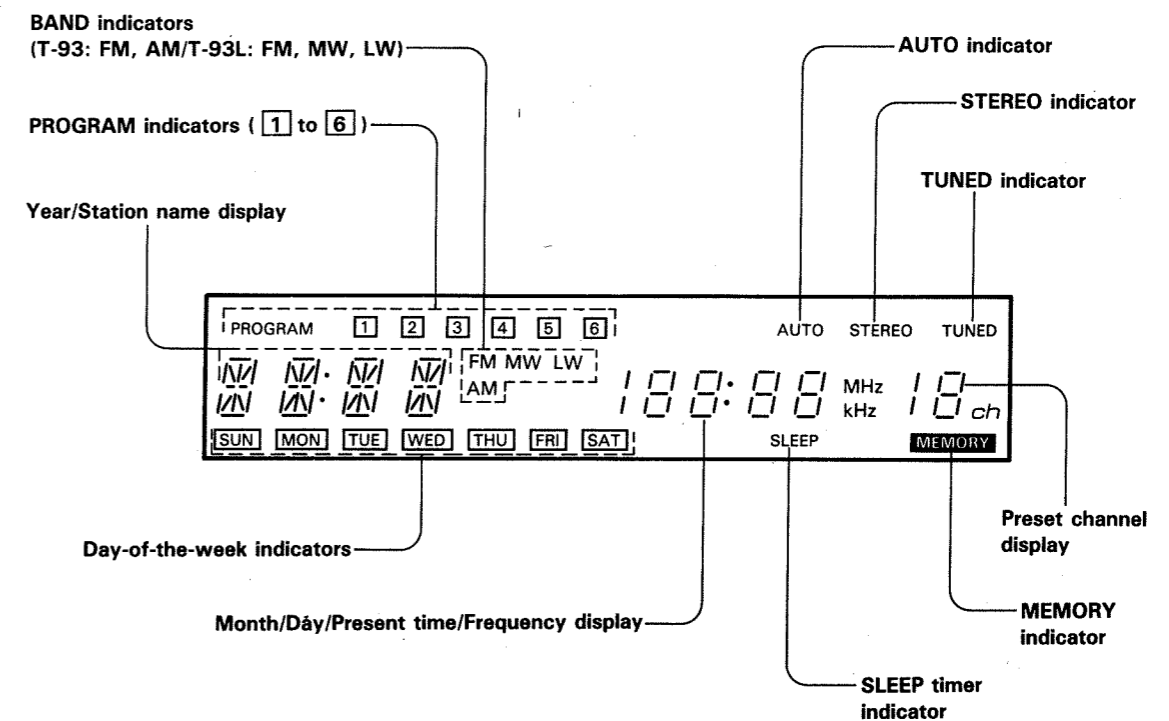 BAND indicators
(T-93: FM, AM/T-93L: FM, MW, LW)
AUTO indicator
STEREO indicator
PROGRAM indicators ( 1 to 6 )
TUNED indicator
Year/Station name display
PROGRAM 1 2 3 4 5 6
AUTO STEREO TUNED
FM MW LW
AM
188:88 MHz
kHz
18 ch
SUN MON TUE WED THU FRI SAT
SLEEP
MEMORY
Preset channel
display
Day-of-the-week indicators
Month/Day/Present time/Frequency display
MEMORY
indicator
SLEEP timer
indicator